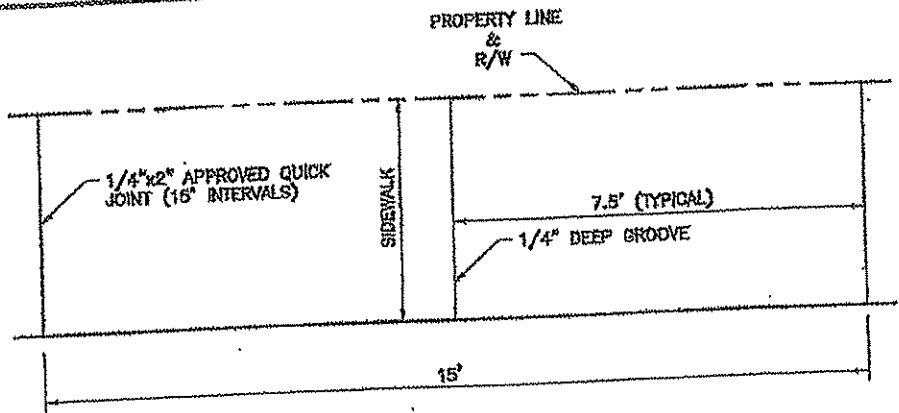 PROPERTY LINE
&
R/W
1/4"x2" APPROVED QUICK
JOINT (15' INTERVALS)
SIDEWALK
7.5' (TYPICAL)
1/4" DEEP GROOVE
15'